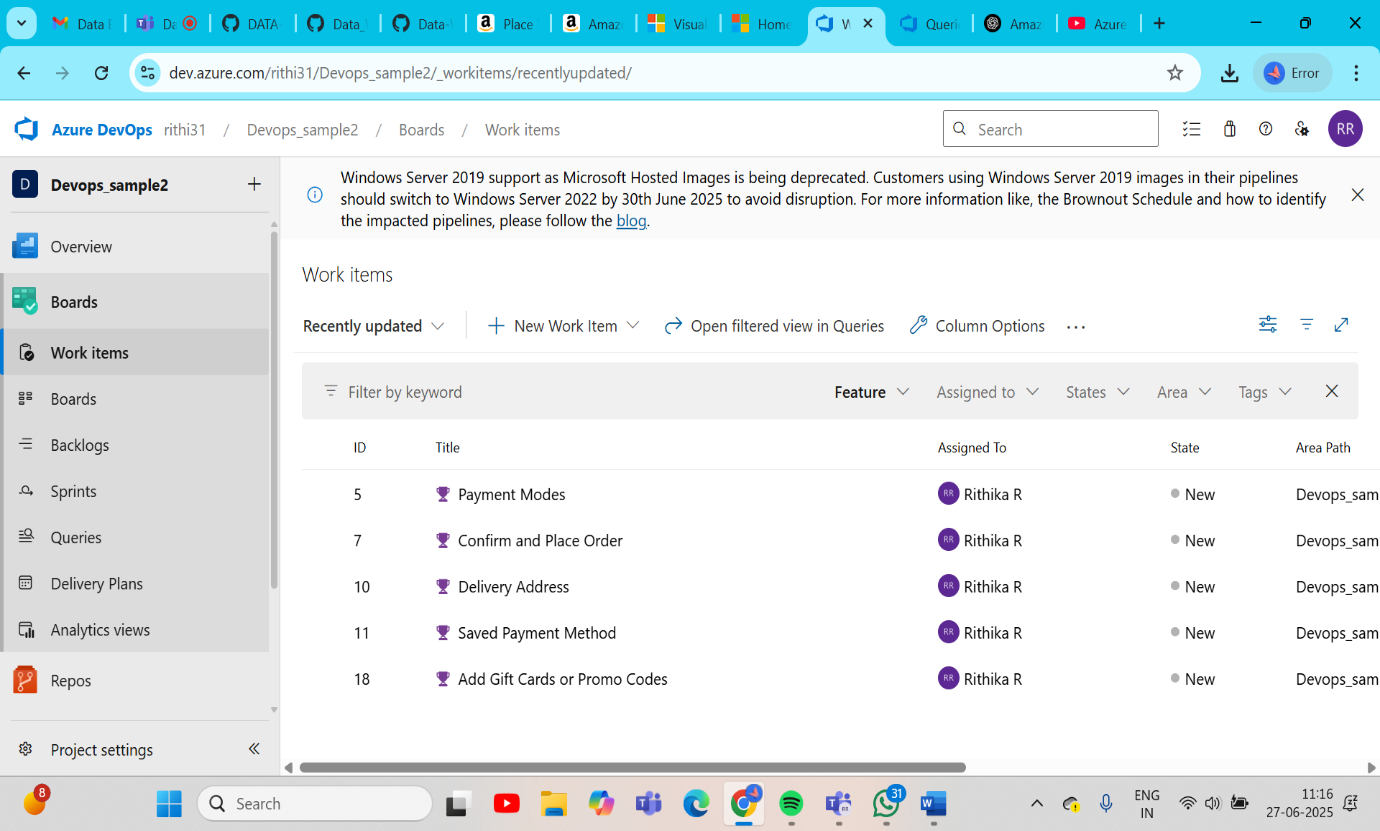 Data E
Da
DATA-
Data_
Data-
Place
Amaz
Visual
Home
W
Queri
Amaz
Azure
dev.azure.com/rithi31/Devops_sample2/_workitems/recentlyupdated/
Error
Azure DevOps rithi31 / Devops_sample2 / Boards / Work items
Search
RR
D Devops_sample2
Overview
Boards
Work items
Boards
Backlogs
Sprints
Queries
Delivery Plans
Analytics views
Repos
Project settings
Windows Server 2019 support as Microsoft Hosted Images is being deprecated. Customers using Windows Server 2019 images in their pipelines
should switch to Windows Server 2022 by 30th June 2025 to avoid disruption. For more information like, the Brownout Schedule and how to identify
the impacted pipelines, please follow the blog.
Work items
Recently updated New Work Item Open filtered view in Queries Column Options
Filter by keyword Feature Assigned to States Area Tags
ID Title Assigned To State Area Path
5 Payment Modes RR Rithika R New Devops_sam
7 Confirm and Place Order RR Rithika R New Devops_sam
10 Delivery Address RR Rithika R New Devops_sam
11 Saved Payment Method RR Rithika R New Devops_sam
18 Add Gift Cards or Promo Codes RR Rithika R New Devops_sam
8
Search
31
ENG
IN
11:16
27-06-2025